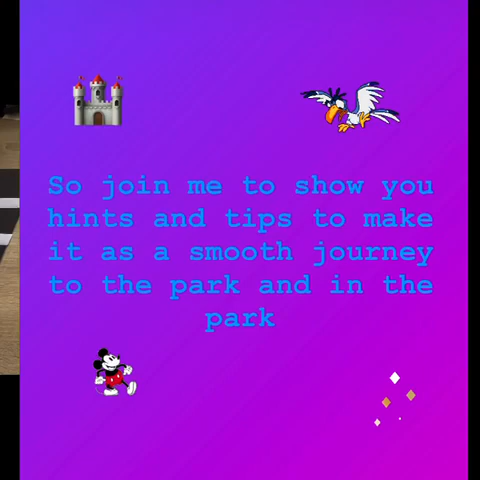 So join me to show you
hints and tips to make
it as a smooth journey
to the park and in the
park